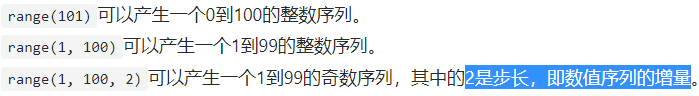 range(101)可以产生一个0到100的整数序列。
range(1, 100)可以产生一个1到99的整数序列。
range(1, 100, 2)可以产生一个1到99的奇数序列，其中的2是步长，即数值序列的增量。